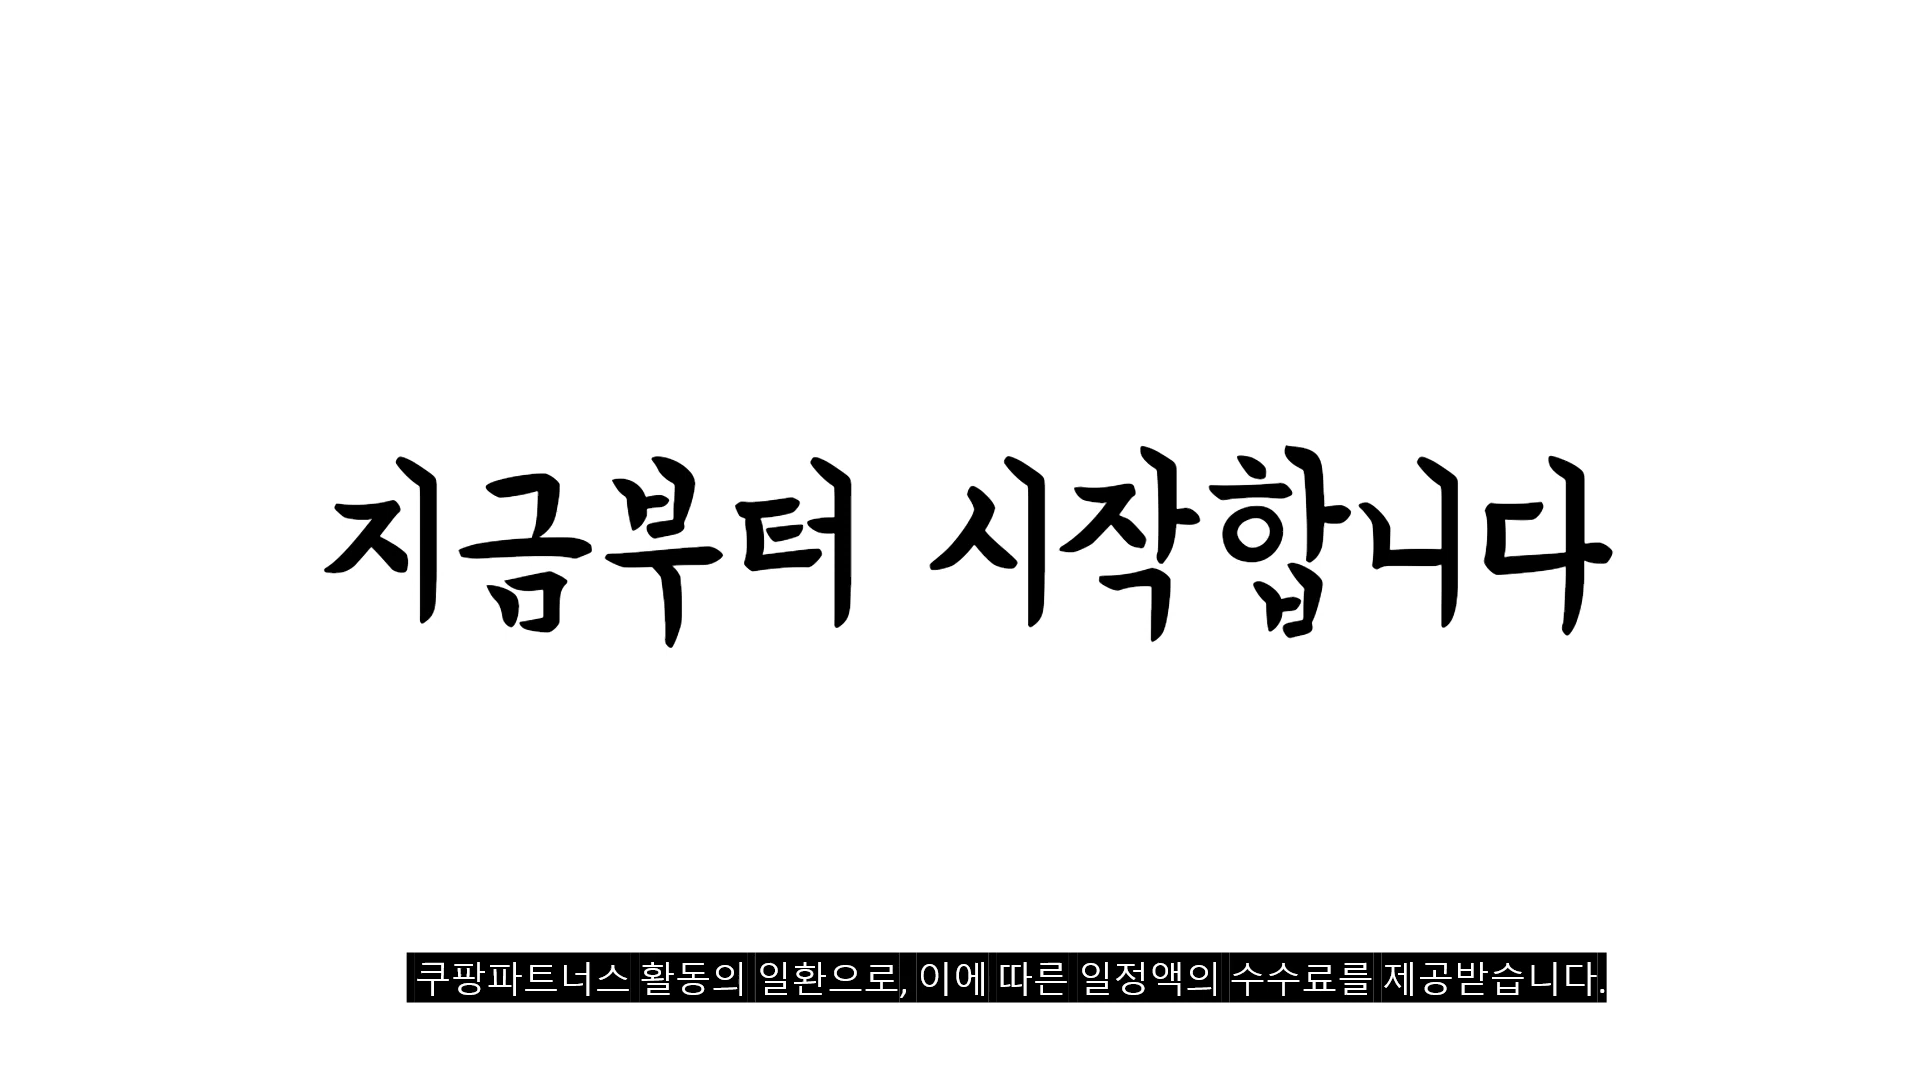 지금부터 시작합니다
쿠팡파트너스 활동의 일환으로, 이에 따른 일정액의 수수료를 제공받습니다.